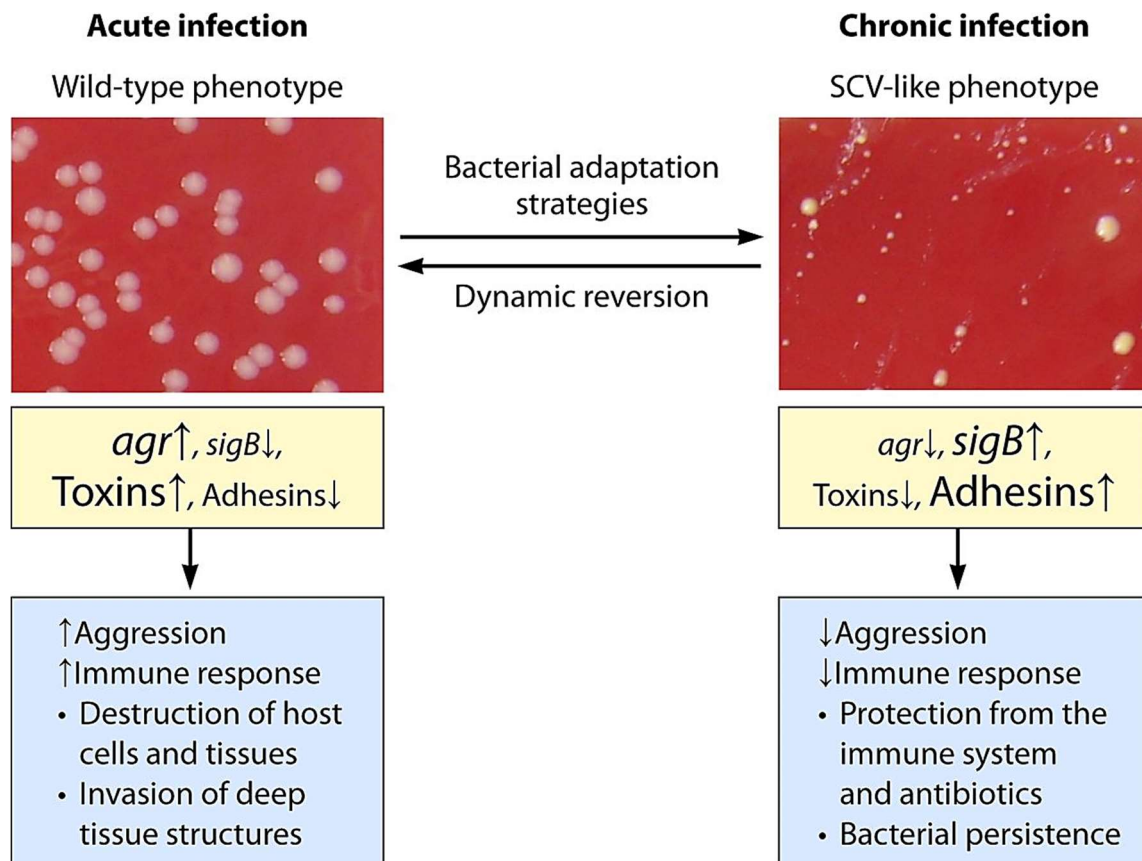 Acute infection
Wild-type phenotype
Chronic infection
SCV-like phenotype
Bacterial adaptation
strategies
Dynamic reversion
agr↑, sigB↓,
Toxins↑, Adhesins↓
agr↓, sigB↑,
Toxins↓, Adhesins↑
↑Aggression
↑Immune response
• Destruction of host
cells and tissues
• Invasion of deep
tissue structures
↓Aggression
↓Immune response
• Protection from the
immune system
and antibiotics
• Bacterial persistence